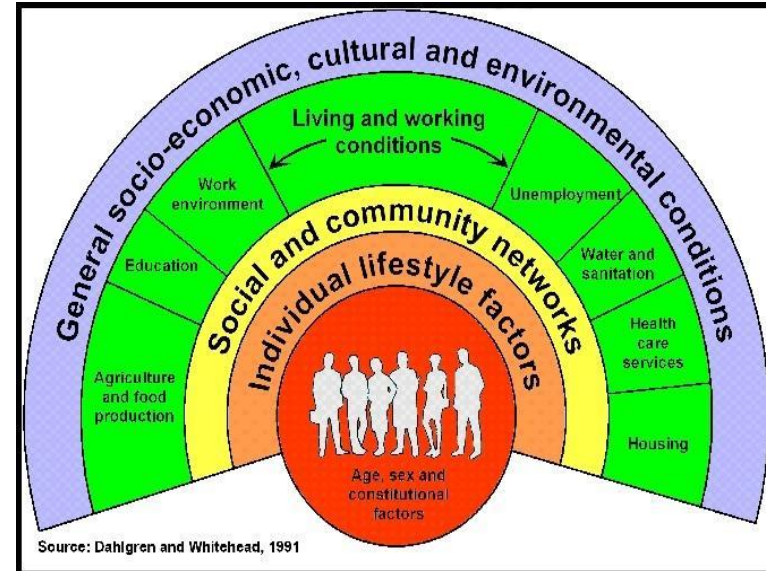 General socio-economic, cultural and environmental conditions
Living and working
conditions
Work
environment
Unemployment
Education
Water and
sanitation
Agriculture
and food
production
Health
care
services
Housing
Social and community networks
Individual lifestyle factors
Age, sex and
constitutional
factors
Source: Dahlgren and Whitehead, 1991